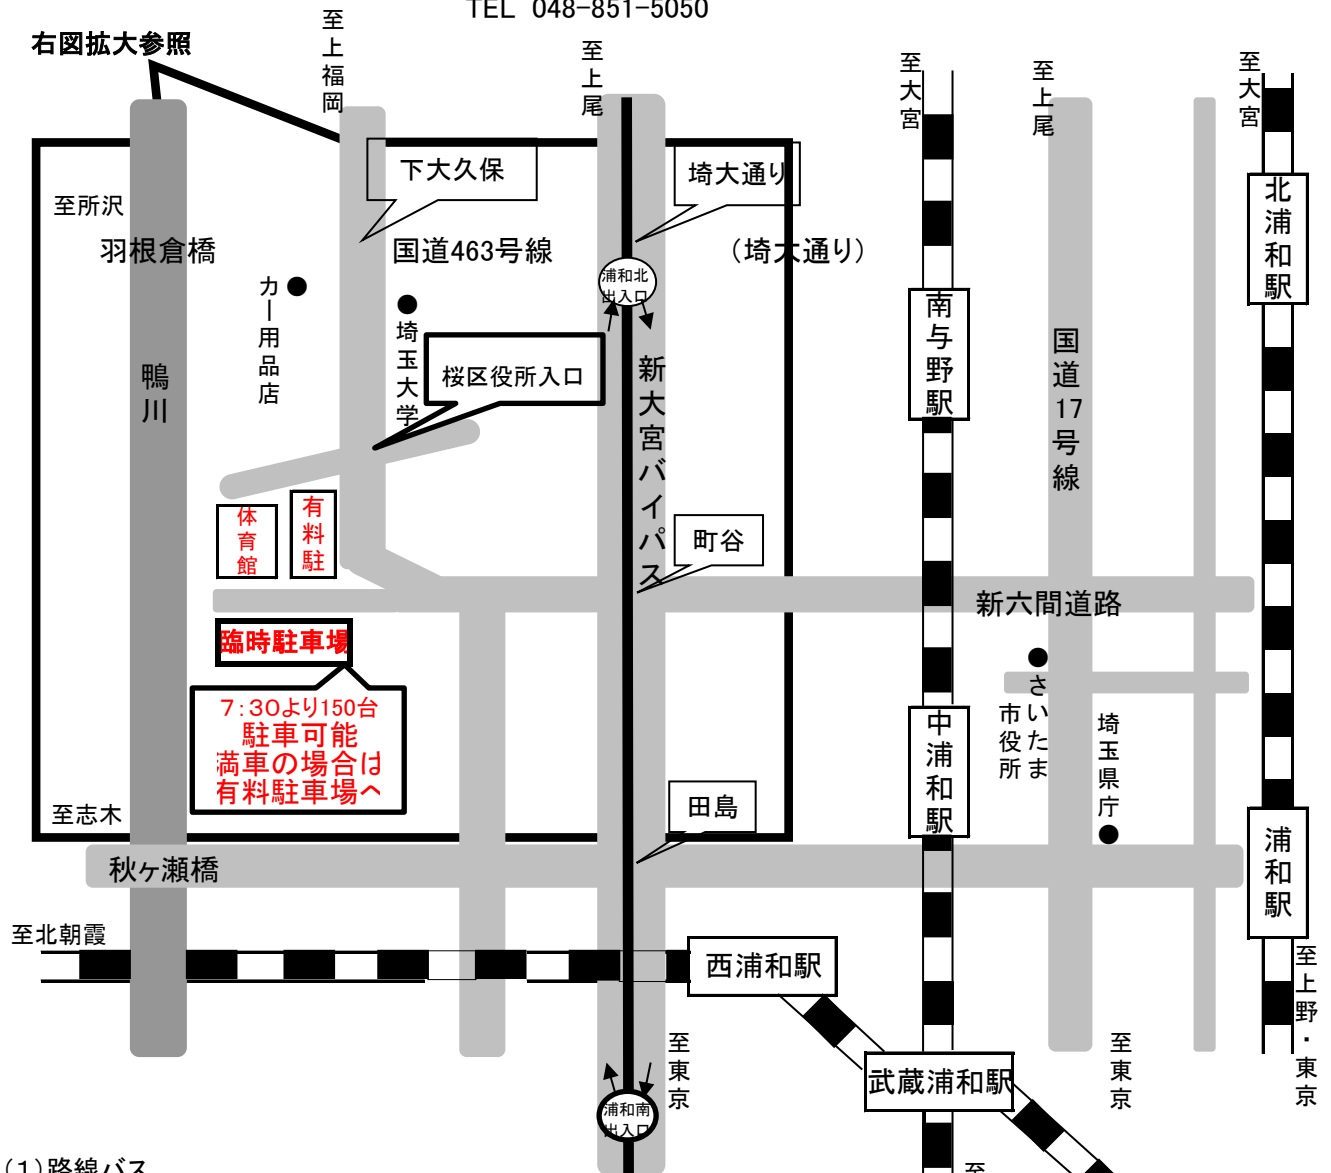 TEL 048-851-5050
右図拡大参照
至上福岡
至上尾
至大宮
至上尾
至大宮
下大久保
埼大通り
至所沢
羽根倉橋
国道463号線
(埼大通り)
北浦和駅
カー用品店
埼玉大学
浦和北
出入口
南与野駅
桜区役所入口
鴨川
新大宮バイパス
国道17号線
体育館
有料駐
町谷
新六間道路
臨時駐車場
7:30より150台
駐車可能
満車の場合は
有料駐車場へ
さいたま
市役所
中浦和駅
埼玉県庁
田島
至志木
浦和駅
秋ヶ瀬橋
至北朝霞
西浦和駅
至上野・東京
至東京
至東京
武蔵浦和駅
浦和南
出入口
(1)路線バス
至